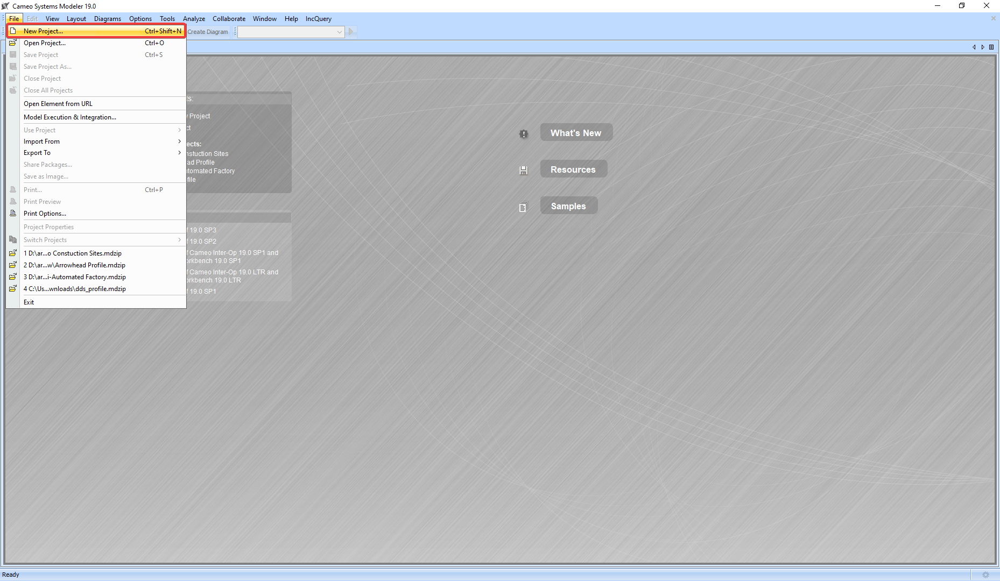 Cameo Systems Modeler 19.0
File Edit View Layout Diagrams Options Tools Analyze Collaborate Window Help IncQuery
New Project... Ctrl+Shift+N
Create Diagram
Open Project... Ctrl+O
Save Project Ctrl+S
Save Project As...
Close Project
Close All Projects
Open Element from URL
Model Execution & Integration...
Use Project
Import From
Export To
Share Packages...
Save as Image...
Print... Ctrl+P
Print Preview
Print Options...
Project Properties
Switch Projects
1 D:\ar...o Constuction Sites.mdzip
2 D:\ar...w\Arrowhead Profile.mdzip
3 D:\ar...i-Automated Factory.mdzip
4 C:\Us...wnloads\dds_profile.mdzip
Exit
ts:
Project
ct
ects:
nstuction Sites
ad Profile
tomated Factory
file
f 19.0 SP3
f 19.0 SP2
f Cameo Inter-Op 19.0 SP1 and
orkbench 19.0 SP1
f Cameo Inter-Op 19.0 LTR and
orkbench 19.0 LTR
f 19.0 SP1
What's New
Resources
Samples
Ready